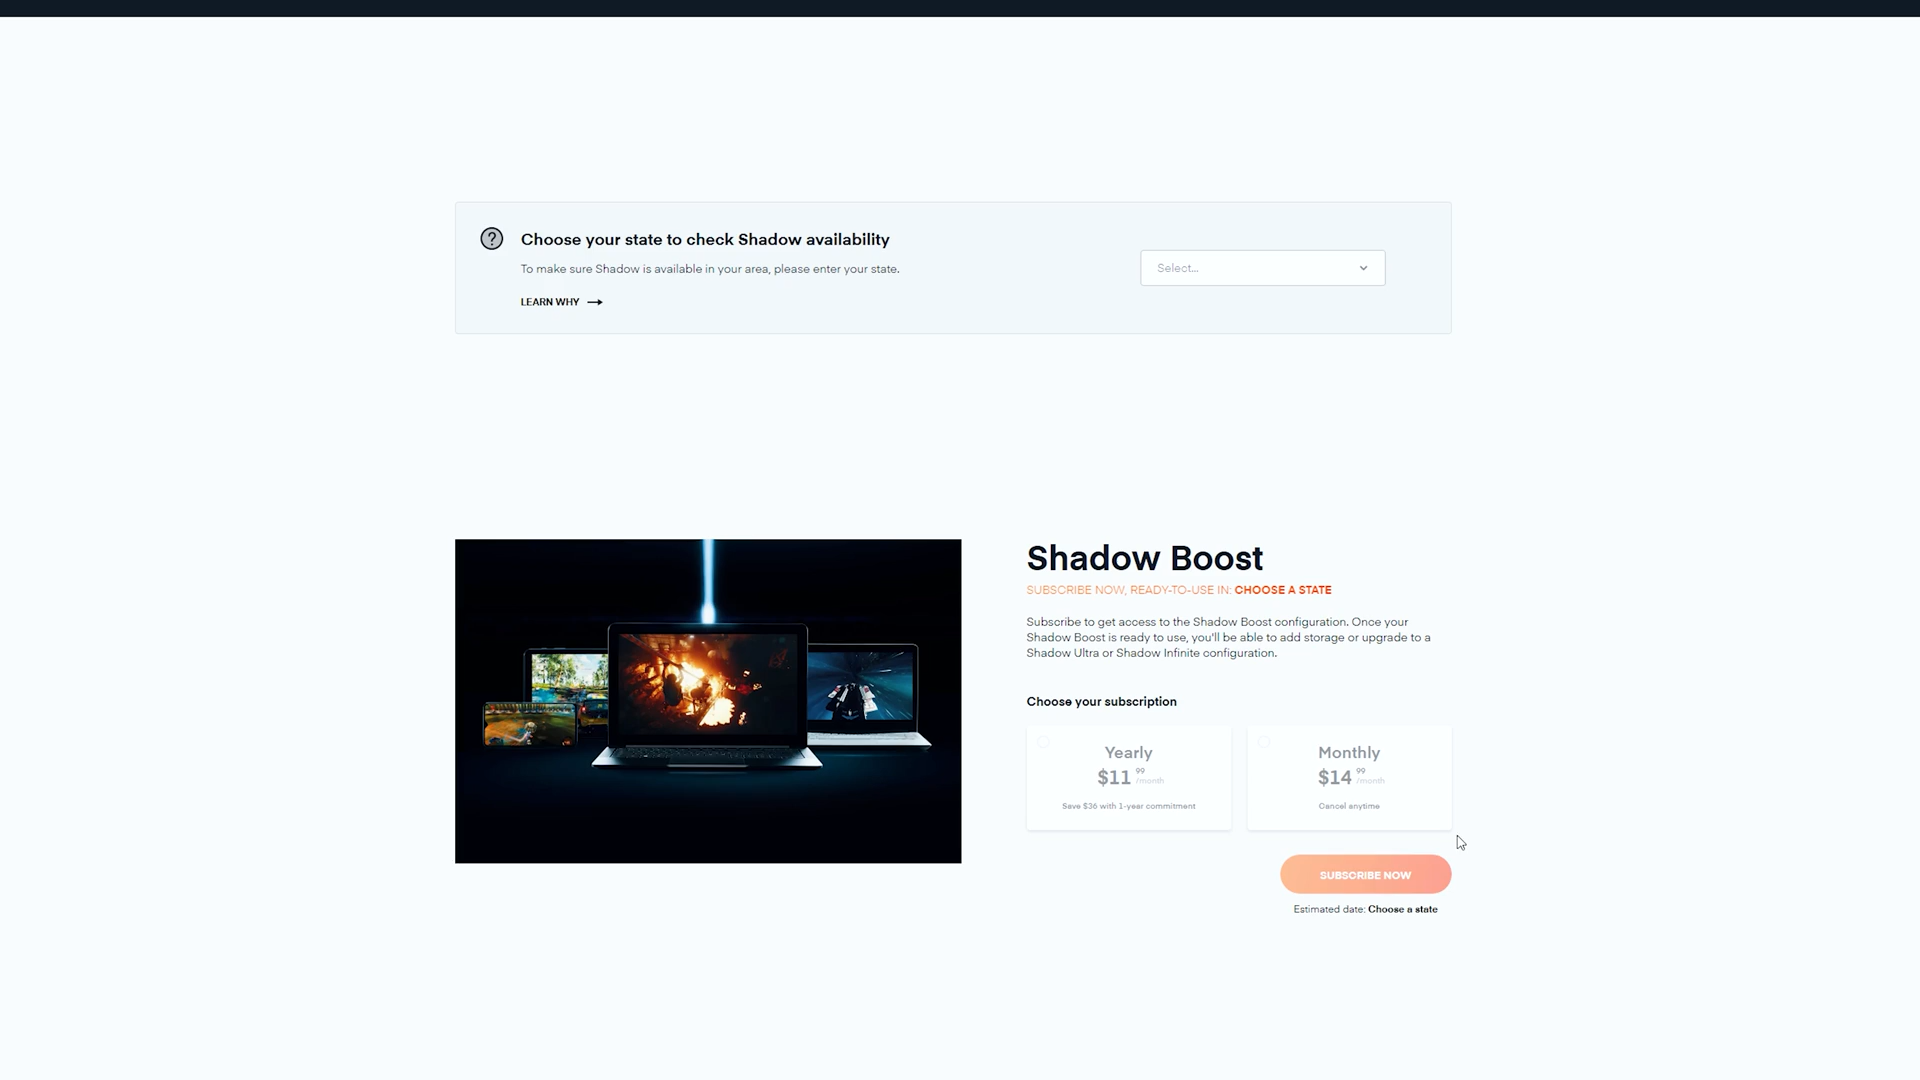 Choose your state to check Shadow availability
To make sure Shadow is available in your area, please enter your state.
LEARN WHY
Select...
Shadow Boost
SUBSCRIBE NOW, READY-TO-USE IN: CHOOSE A STATE
Subscribe to get access to the Shadow Boost configuration. Once your
Shadow Boost is ready to use, you'll be able to add storage or upgrade to a
Shadow Ultra or Shadow Infinite configuration.
Choose your subscription
Yearly
$11 99 /month
Save $36 with 1-year commitment
Monthly
$14 99 /month
Cancel anytime
SUBSCRIBE NOW
Estimated date: Choose a state